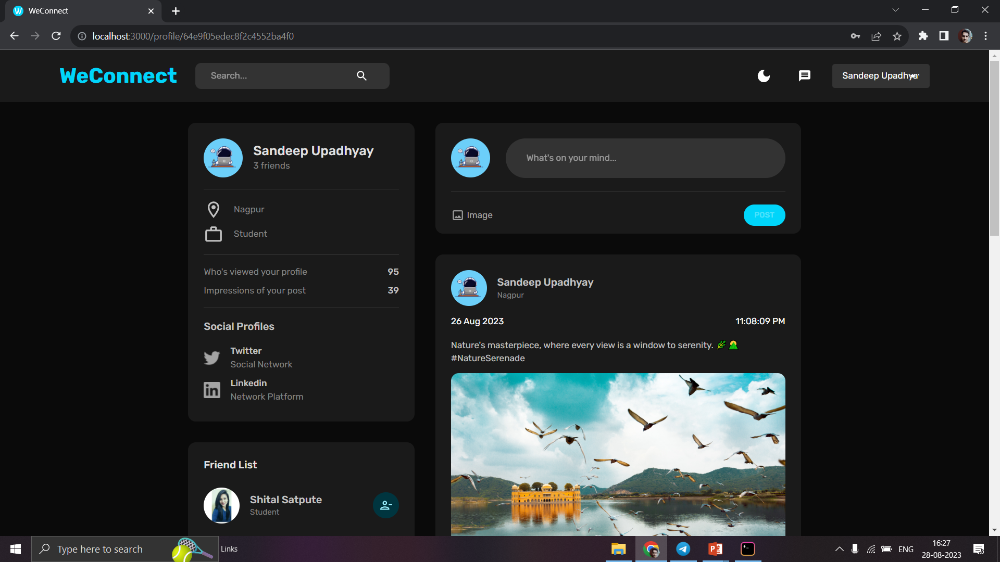 WeConnect
localhost:3000/profile/64e9f05edec8f2c4552ba4f0
WeConnect
Search...
Sandeep Upadhyay
Sandeep Upadhyay
3 friends
Nagpur
Student
Who's viewed your profile 95
Impressions of your post 39
Social Profiles
Twitter
Social Network
Linkedin
Network Platform
Friend List
Shital Satpute
Student
What's on your mind...
Image
POST
Sandeep Upadhyay
Nagpur
26 Aug 2023 11:08:09 PM
Nature's masterpiece, where every view is a window to serenity. 🌿 🏞
#NatureSerenade
Type here to search
Links
ENG
16:27
28-08-2023